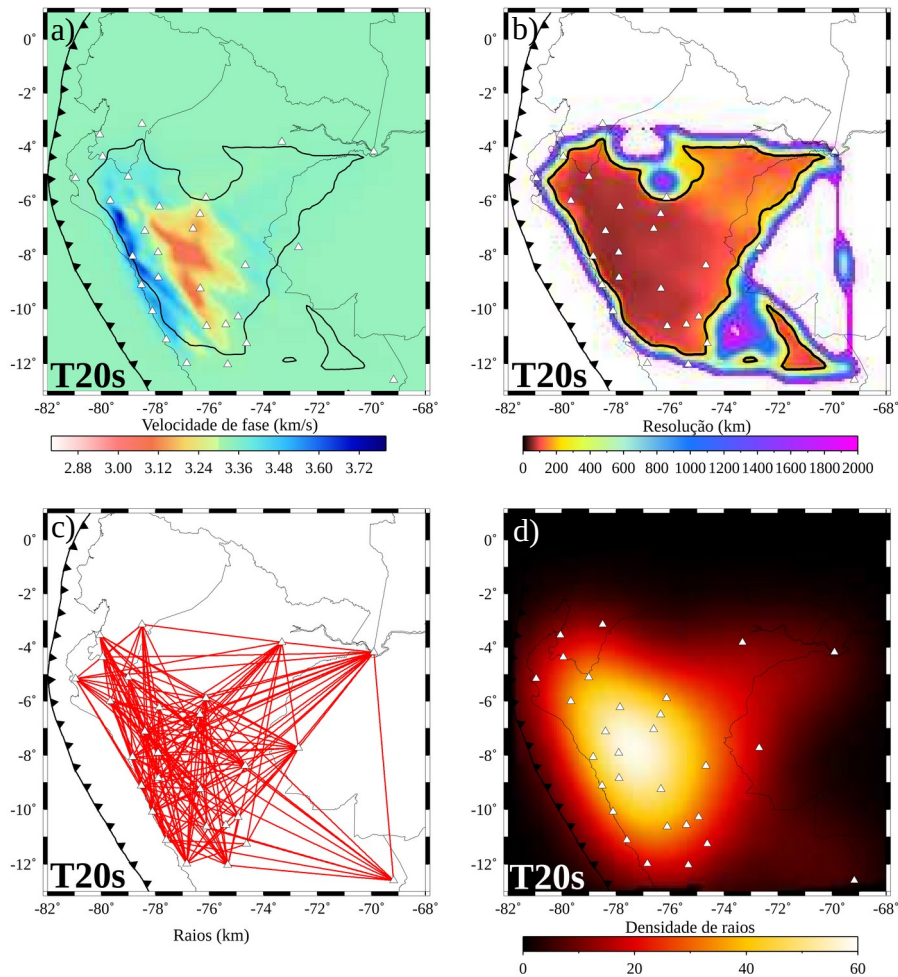 a)
0˚
-2˚
-4˚
-6˚
-8˚
-10˚
-12˚
T20s
-82˚ -80˚ -78˚ -76˚ -74˚ -72˚ -70˚ -68˚
Velocidade de fase (km/s)
2.88 3.00 3.12 3.24 3.36 3.48 3.60 3.72
b)
0˚
-2˚
-4˚
-6˚
-8˚
-10˚
-12˚
T20s
-82˚ -80˚ -78˚ -76˚ -74˚ -72˚ -70˚ -68˚
Resolução (km)
0 200 400 600 800 1000 1200 1400 1600 1800 2000
c)
0˚
-2˚
-4˚
-6˚
-8˚
-10˚
-12˚
T20s
-82˚ -80˚ -78˚ -76˚ -74˚ -72˚ -70˚ -68˚
Raios (km)
d)
0˚
-2˚
-4˚
-6˚
-8˚
-10˚
-12˚
T20s
-82˚ -80˚ -78˚ -76˚ -74˚ -72˚ -70˚ -68˚
Densidade de raios
0 20 40 60